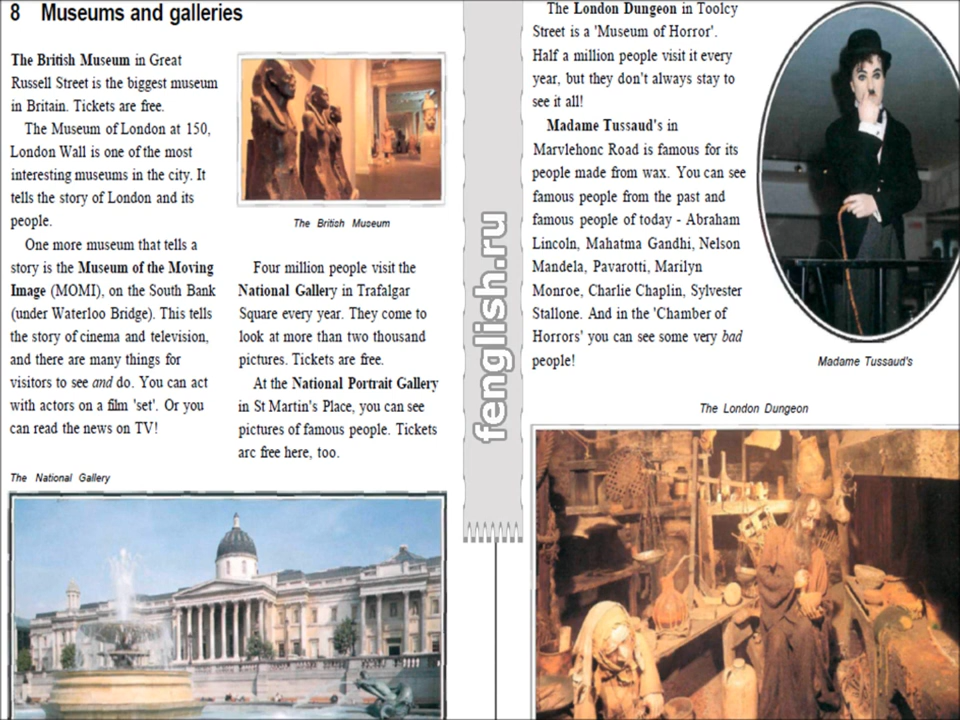 8 Museums and galleries
The British Museum in Great
Russell Street is the biggest museum
in Britain. Tickets are free.
The Museum of London at 150,
London Wall is one of the most
interesting museums in the city. It
tells the story of London and its
people.
One more museum that tells a
story is the Museum of the Moving
Image (MOMI), on the South Bank
(under Waterloo Bridge). This tells
the story of cinema and television,
and there are many things for
visitors to see and do. You can act
with actors on a film 'set'. Or you
can read the news on TV!
The National Gallery
The British Museum
Four million people visit the
National Gallery in Trafalgar
Square every year. They come to
look at more than two thousand
pictures. Tickets are free.
At the National Portrait Gallery
in St Martin's Place, you can see
pictures of famous people. Tickets
arc free here, too.
fenglish.ru
The London Dungeon in Toolcy
Street is a 'Museum of Horror'.
Half a million people visit it every
year, but they don't always stay to
see it all!
Madame Tussaud's in
Marvlehonc Road is famous for its
people made from wax. You can see
famous people from the past and
famous people of today - Abraham
Lincoln, Mahatma Gandhi, Nelson
Mandela, Pavarotti, Marilyn
Monroe, Charlie Chaplin, Sylvester
Stallone. And in the 'Chamber of
Horrors' you can see some very bad
people!
Madame Tussaud's
The London Dungeon